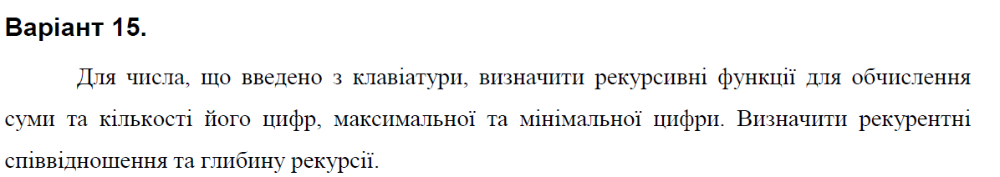 Варіант 15.
Для числа, що введено з клавіатури, визначити рекурсивні функції для обчислення
суми та кількості його цифр, максимальної та мінімальної цифри. Визначити рекурентні
співвідношення та глибину рекурсії.